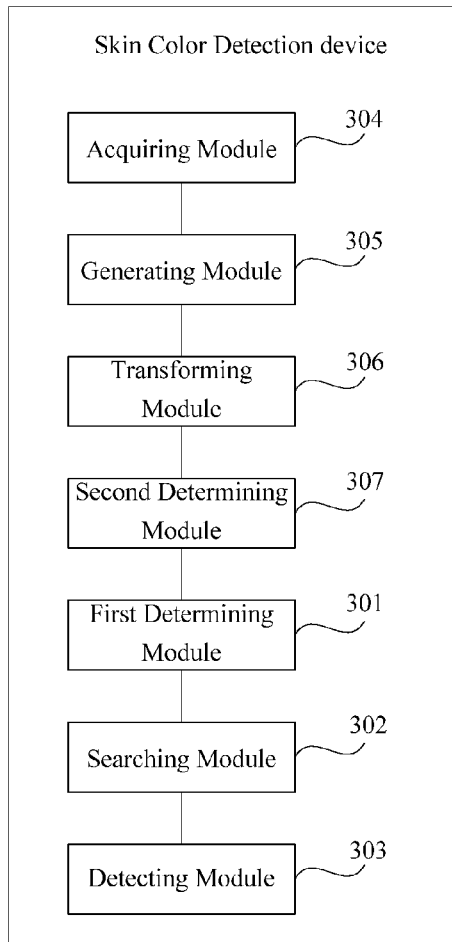 Skin Color Detection device
304
Acquiring Module
305
Generating Module
306
Transforming
Module
307
Second Determining
Module
301
First Determining
Module
302
Searching Module
303
Detecting Module